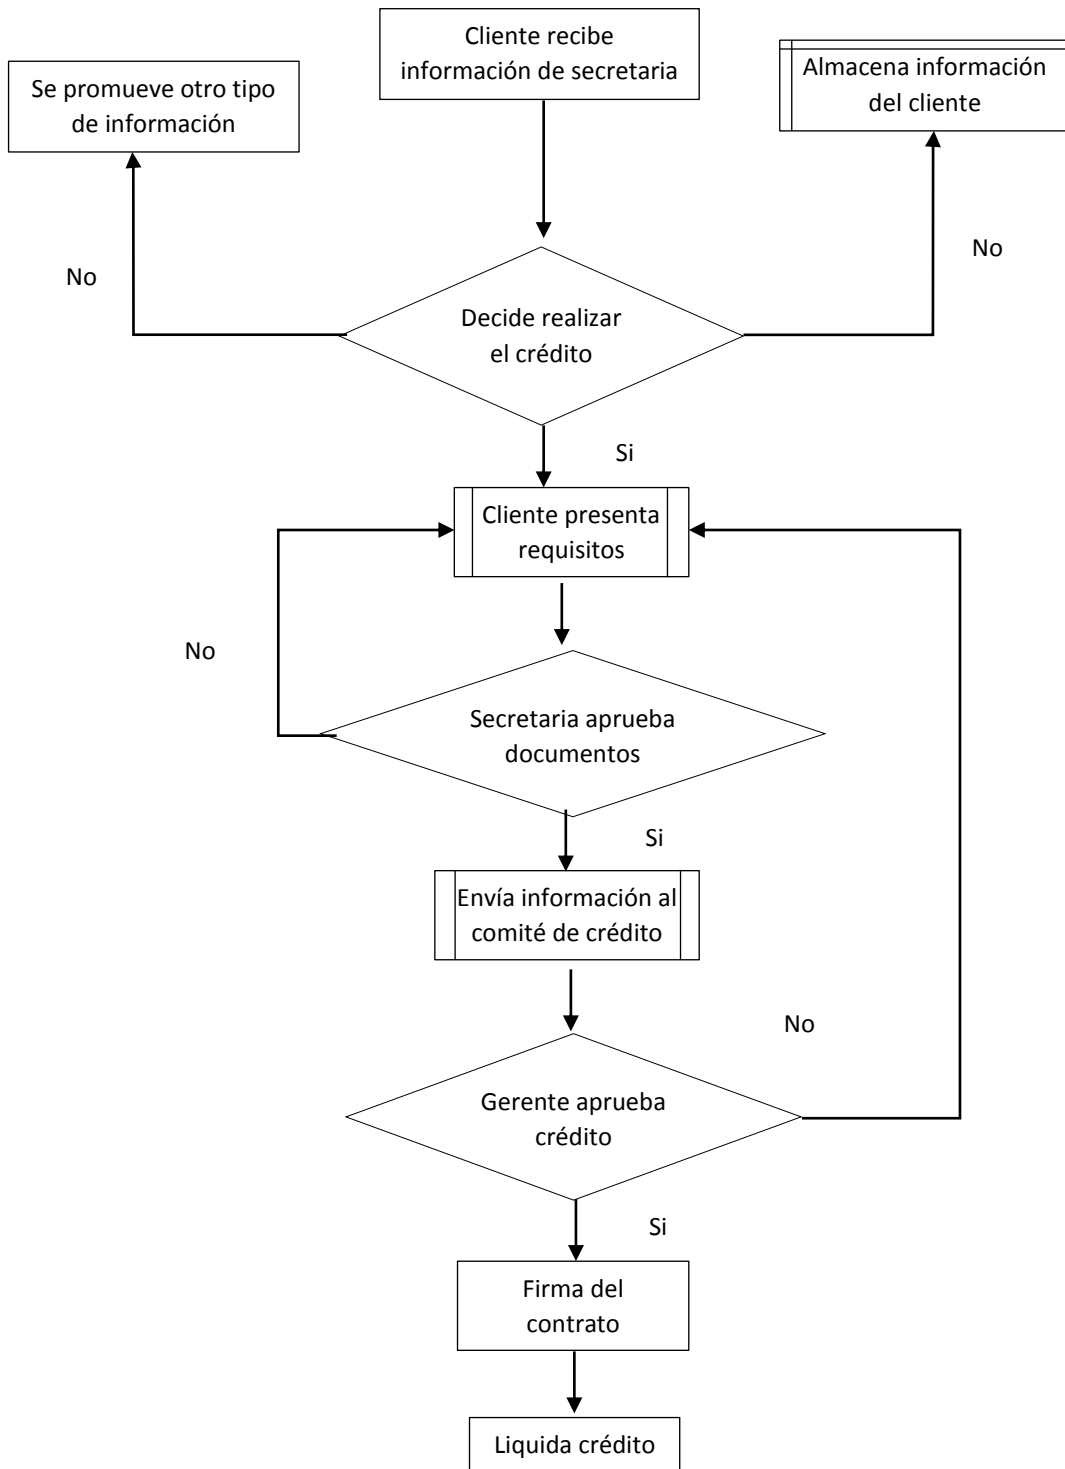 Cliente recibe
información de secretaria
Se promueve otro tipo
de información
Almacena información
del cliente
No
No
Decide realizar
el crédito
Si
Cliente presenta
requisitos
No
Secretaria aprueba
documentos
Si
Envía información al
comité de crédito
No
Gerente aprueba
crédito
Si
Firma del
contrato
Liquida crédito